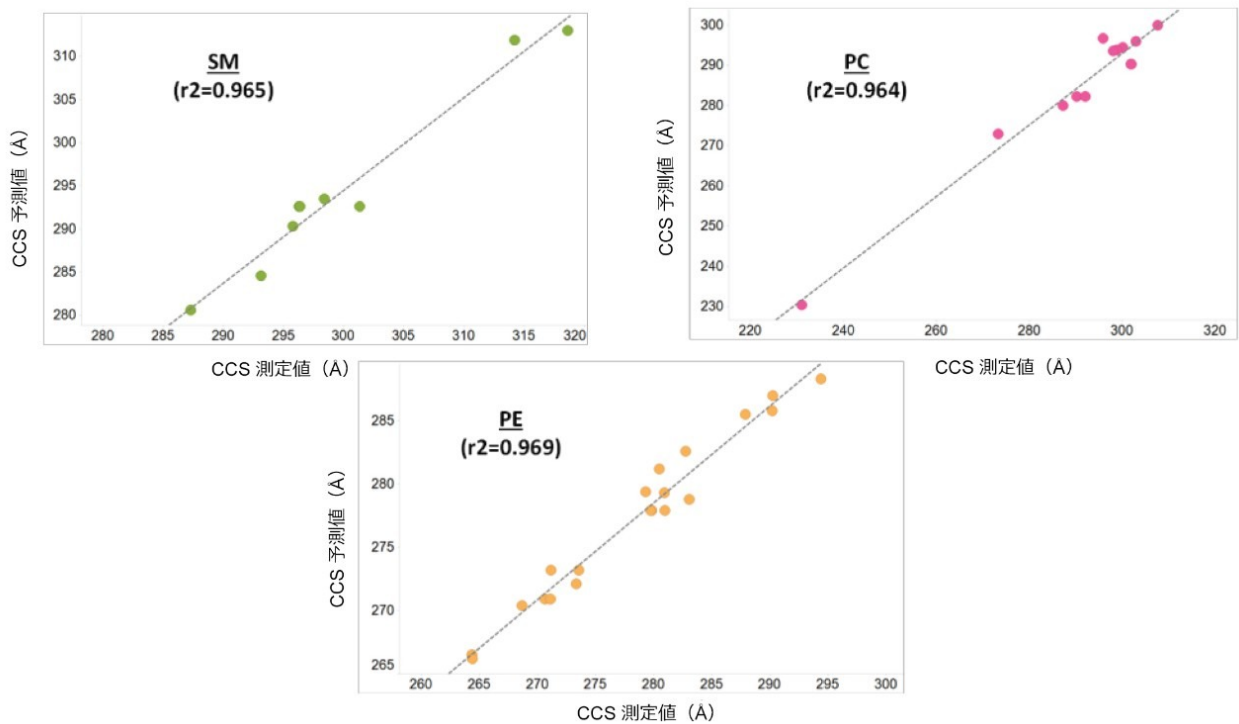 SM
(r2=0.965)
CCS 予測値（Å）
310
305
300
295
290
285
280
280 285 290 295 300 305 310 315 320
CCS 測定値（Å）
PC
(r2=0.964)
CCS 予測値（Å）
300
290
280
270
260
250
240
230
220 240 260 280 300 320
CCS 測定値（Å）
PE
(r2=0.969)
CCS 予測値（Å）
285
280
275
270
265
260 265 270 275 280 285 290 295 300
CCS 測定値（Å）